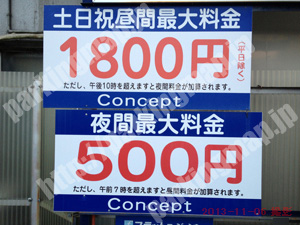 土日祝昼間最大料金
1800円
(平日除く)
ただし、午後10時を超えますと夜間料金が加算されます。
Concept
夜間最大料金
500円
ただし、午前7時を超えますと昼間料金が加算されます。
Concept